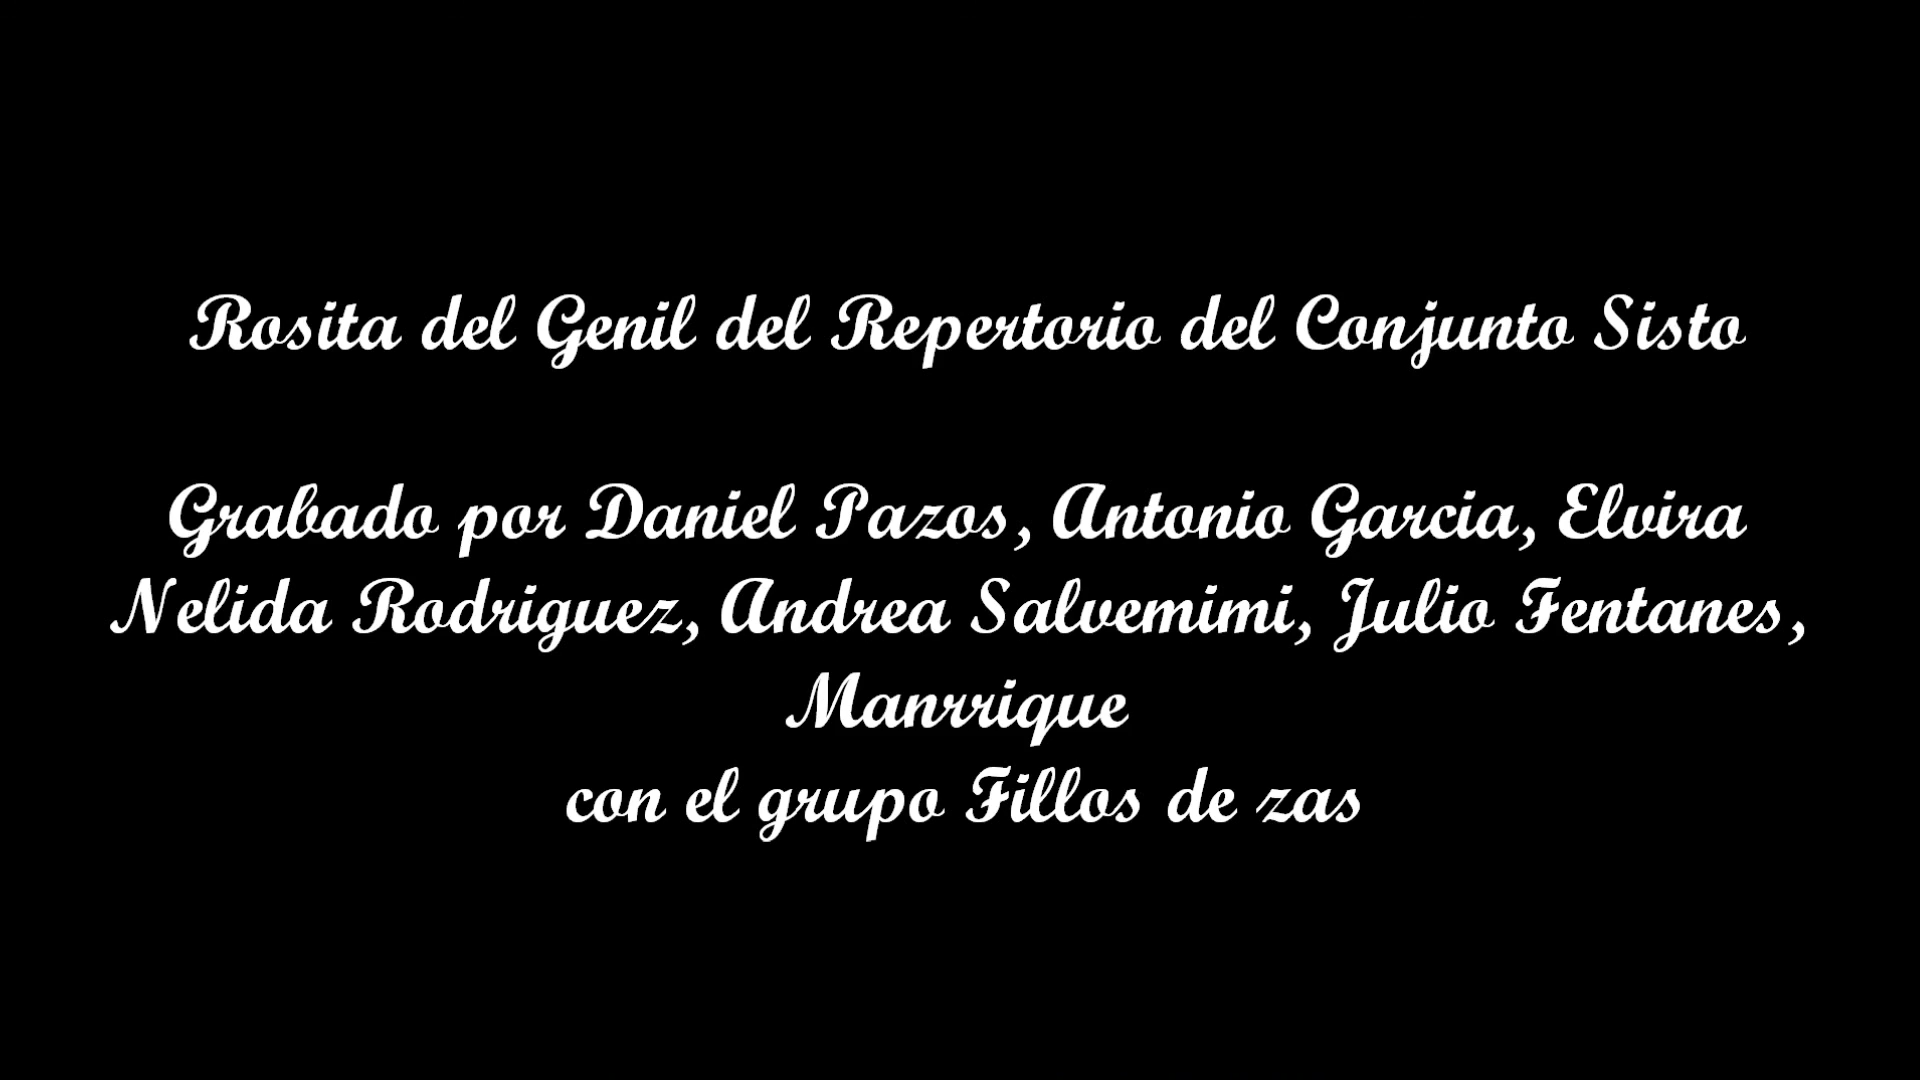 Rosita del Genil del Repertorio del Conjunto Sisto
Grabado por Daniel Pazos, Antonio Garcia, Elvira
Nelida Rodriguez, Andrea Salvemimi, Julio Fentanes,
Manrrique
con el grupo Fillos de zas